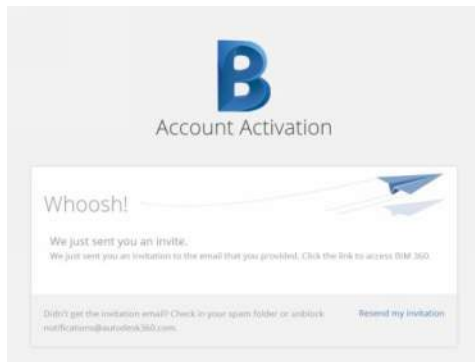 B
Account Activation
Whoosh!
We just sent you an invite.
We just sent you an invitation to the email that you provided. Click the link to access BIM 360.
Didn't get the invitation email? Check in your spam folder or unblock
notifications@autodesk360.com.
Resend my invitation